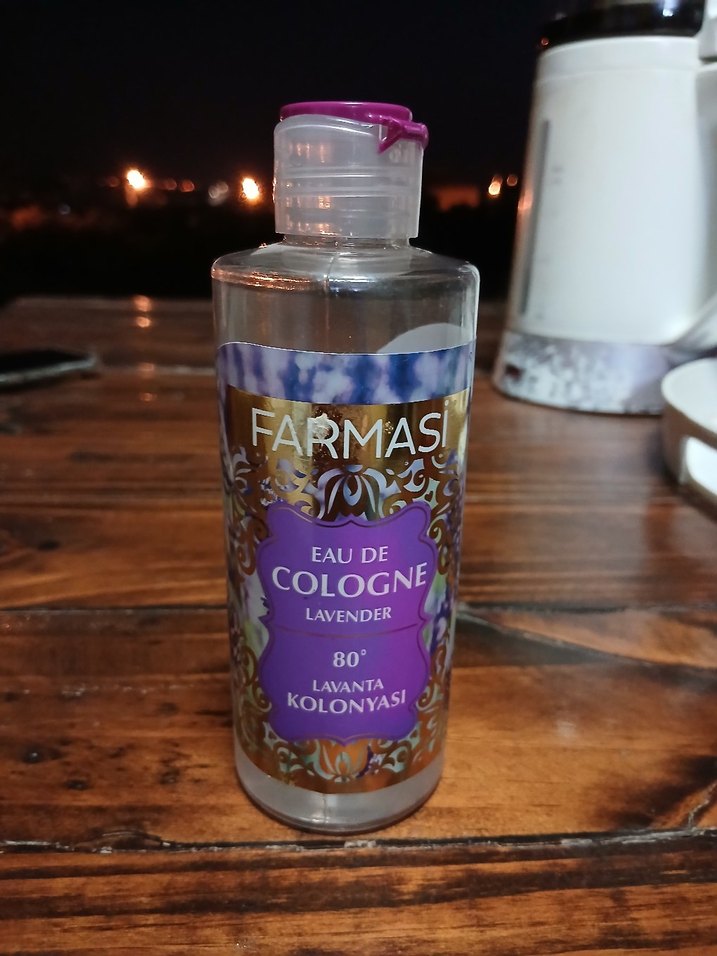 FARMASİ
EAU DE
COLOGNE
LAVENDER
80°
LAVANTA
KOLONYASI